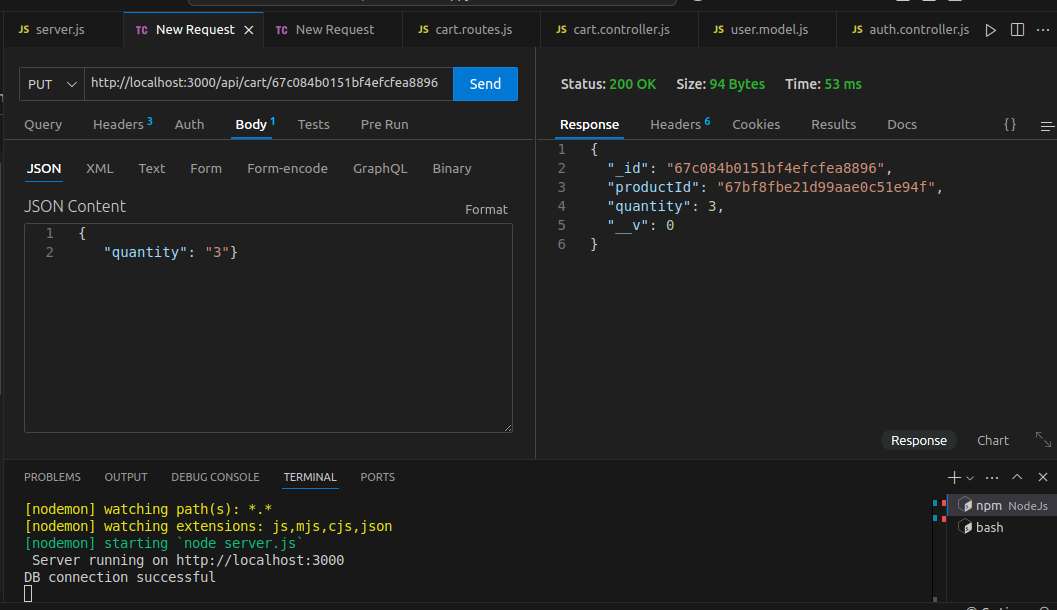 JS server.js
TC New Request
TC New Request
JS cart.routes.js
JS cart.controller.js
JS user.model.js
JS auth.controller.js
PUT
http://localhost:3000/api/cart/67c084b0151bf4efcfea8896
Send
Query
Headers 3
Auth
Body 1
Tests
Pre Run
JSON
XML
Text
Form
Form-encode
GraphQL
Binary
JSON Content
Format
1 {
2 "quantity": "3"}
Status: 200 OK
Size: 94 Bytes
Time: 53 ms
Response
Headers 6
Cookies
Results
Docs
{}
1 {
2 "_id": "67c084b0151bf4efcfea8896",
3 "productId": "67bf8fbe21d99aae0c51e94f",
4 "quantity": 3,
5 "__v": 0
6 }
Response
Chart
PROBLEMS
OUTPUT
DEBUG CONSOLE
TERMINAL
PORTS
[nodemon] watching path(s): *.*
[nodemon] watching extensions: js,mjs,cjs,json
[nodemon] starting `node server.js`
Server running on http://localhost:3000
DB connection successful
npm NodeJs
bash